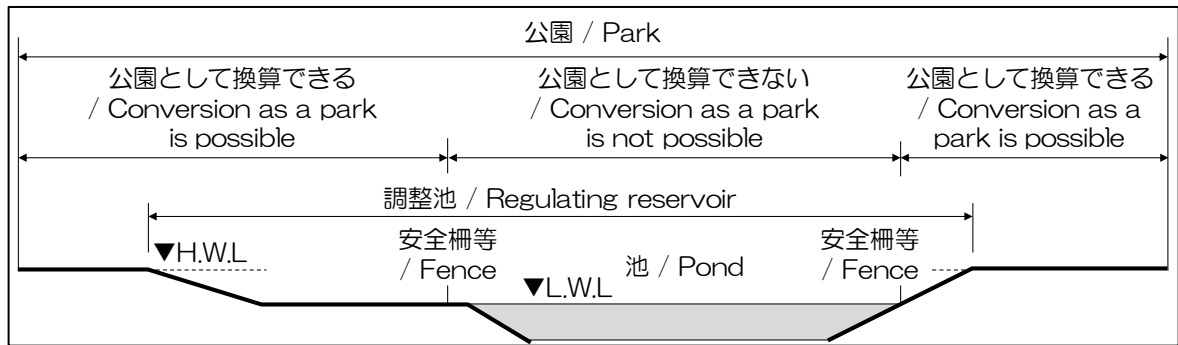 公園 / Park
公園として換算できる
/ Conversion as a park
is possible
公園として換算できない
/ Conversion as a park
is not possible
公園として換算できる
/ Conversion as a
park is possible
調整池 / Regulating reservoir
▼H.W.L
安全柵等
/ Fence
池 / Pond
安全柵等
/ Fence
▼L.W.L